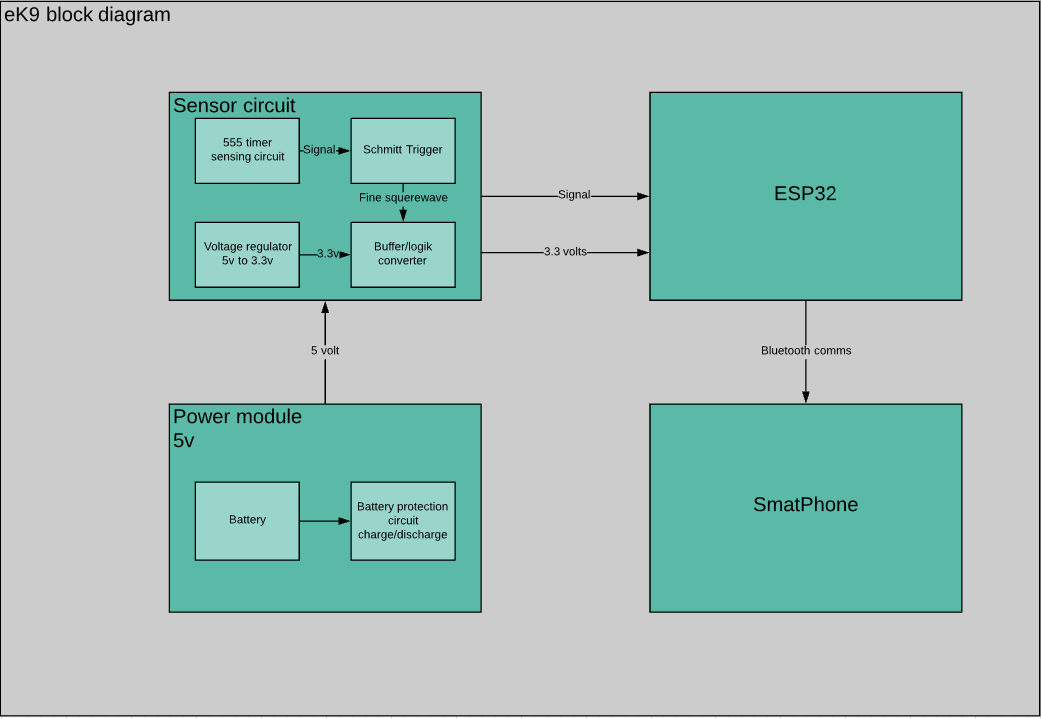 eK9 block diagram
Sensor circuit
555 timer
sensing circuit
Signal
Schmitt Trigger
Fine squerewave
Voltage regulator
5v to 3.3v
3.3v
Buffer/logik
converter
Signal
3.3 volts
ESP32
5 volt
Bluetooth comms
Power module
5v
Battery
Battery protection
circuit
charge/discharge
SmatPhone